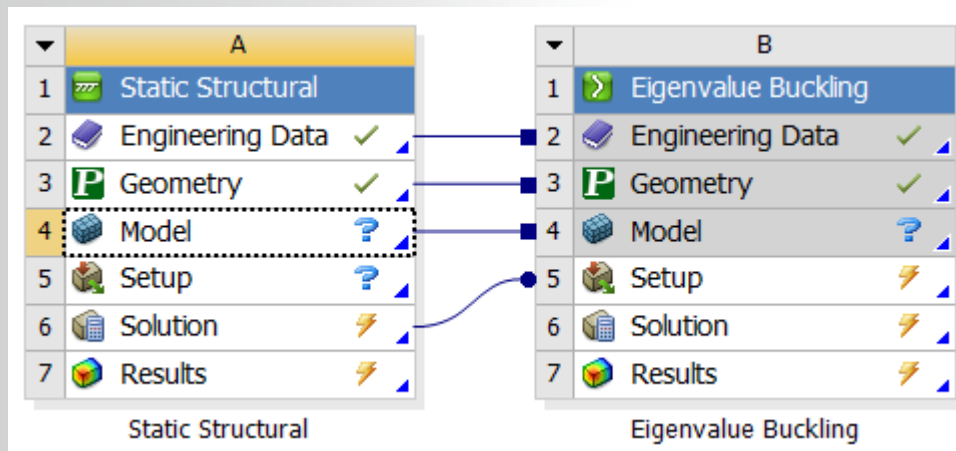 A
1 Static Structural
2 Engineering Data
3 P Geometry
4 Model ?
5 Setup ?
6 Solution
7 Results
Static Structural
B
1 Eigenvalue Buckling
2 Engineering Data
3 P Geometry
4 Model ?
5 Setup
6 Solution
7 Results
Eigenvalue Buckling